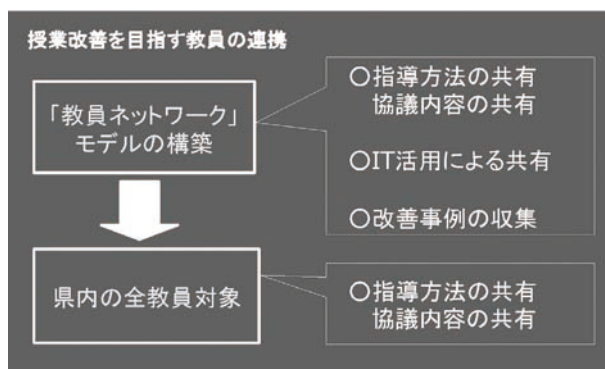 授業改善を目指す教員の連携
「教員ネットワーク」
モデルの構築
○指導方法の共有
協議内容の共有
○IT活用による共有
○改善事例の収集
県内の全教員対象
○指導方法の共有
協議内容の共有